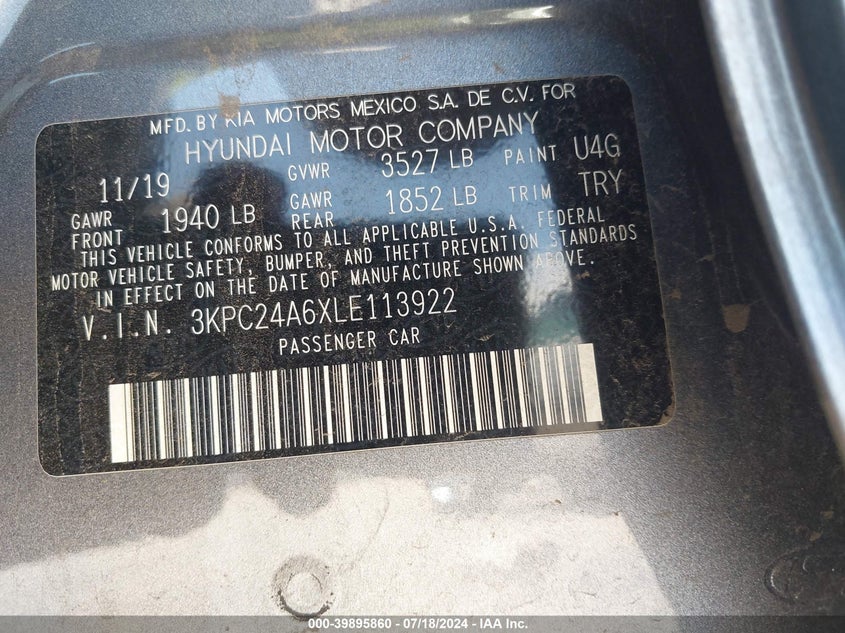 MFD. BY KIA MOTORS MEXICO S.A. DE C.V. FOR
HYUNDAI MOTOR COMPANY
11/19 GVWR 3527 LB PAINT U4G
GAWR FRONT 1940 LB GAWR REAR 1852 LB TRIM TRY
THIS VEHICLE CONFORMS TO ALL APPLICABLE U.S.A. FEDERAL
MOTOR VEHICLE SAFETY, BUMPER, AND THEFT PREVENTION STANDARDS
IN EFFECT ON THE DATE OF MANUFACTURE SHOWN ABOVE.
V.I.N. 3KPC24A6XLE113922
PASSENGER CAR
000-39895860 - 07/18/2024 - IAA Inc.